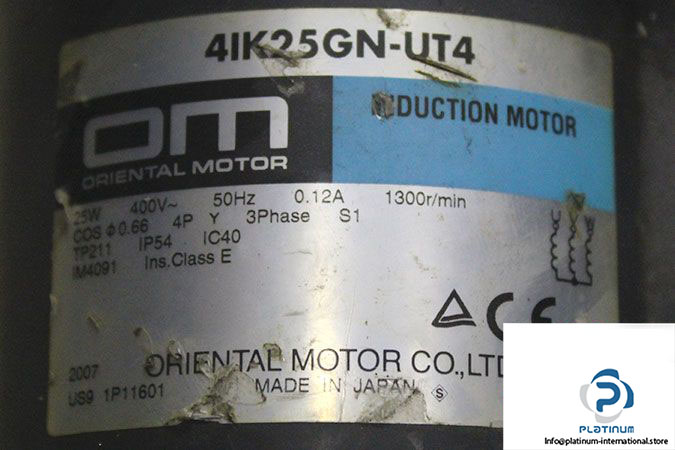 4IK25GN-UT4
OM
ORIENTAL MOTOR
INDUCTION MOTOR
25W 400V~ 50Hz 0.12A 1300r/min
COS φ0.66 4P Y 3Phase S1
TP211 IP54 IC40
IM4091 Ins.Class E
CE
2007 ORIENTAL MOTOR CO.,LTD
US9 1P11601 MADE IN JAPAN S
PLATINUM
Info@platinum-international.store